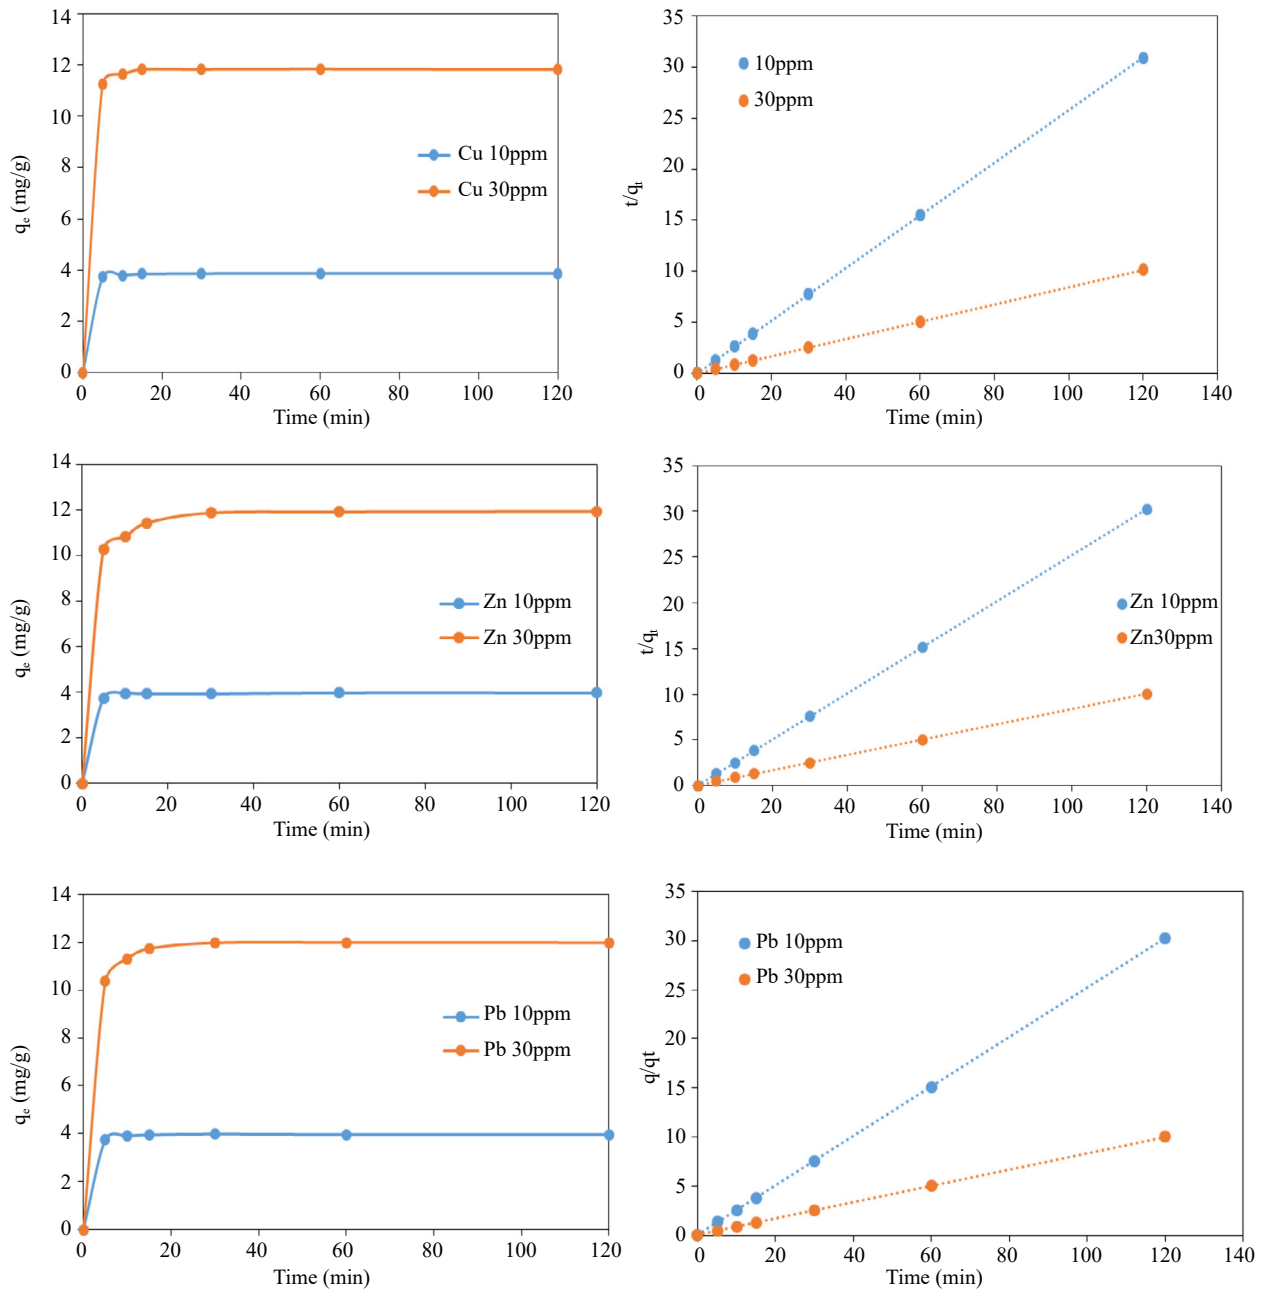 14
12
10
8
6
4
2
0
qe (mg/g)
Cu 10ppm
Cu 30ppm
20 40 60 80 100 120
Time (min)
35
30
25
20
15
10
5
0
t/qt
10ppm
30ppm
0 20 40 60 80 100 120 140
Time (min)
14
12
10
8
6
4
2
0
qe (mg/g)
Zn 10ppm
Zn 30ppm
0 20 40 60 80 100 120
Time (min)
35
30
25
20
15
10
5
0
t/qt
Zn 10ppm
Zn30ppm
0 20 40 60 80 100 120 140
Time (min)
14
12
10
8
6
4
2
0
qe (mg/g)
Pb 10ppm
Pb 30ppm
0 20 40 60 80 100 120
Time (min)
35
30
25
20
15
10
5
0
q/qt
Pb 10ppm
Pb 30ppm
0 20 40 60 80 100 120 140
Time (min)